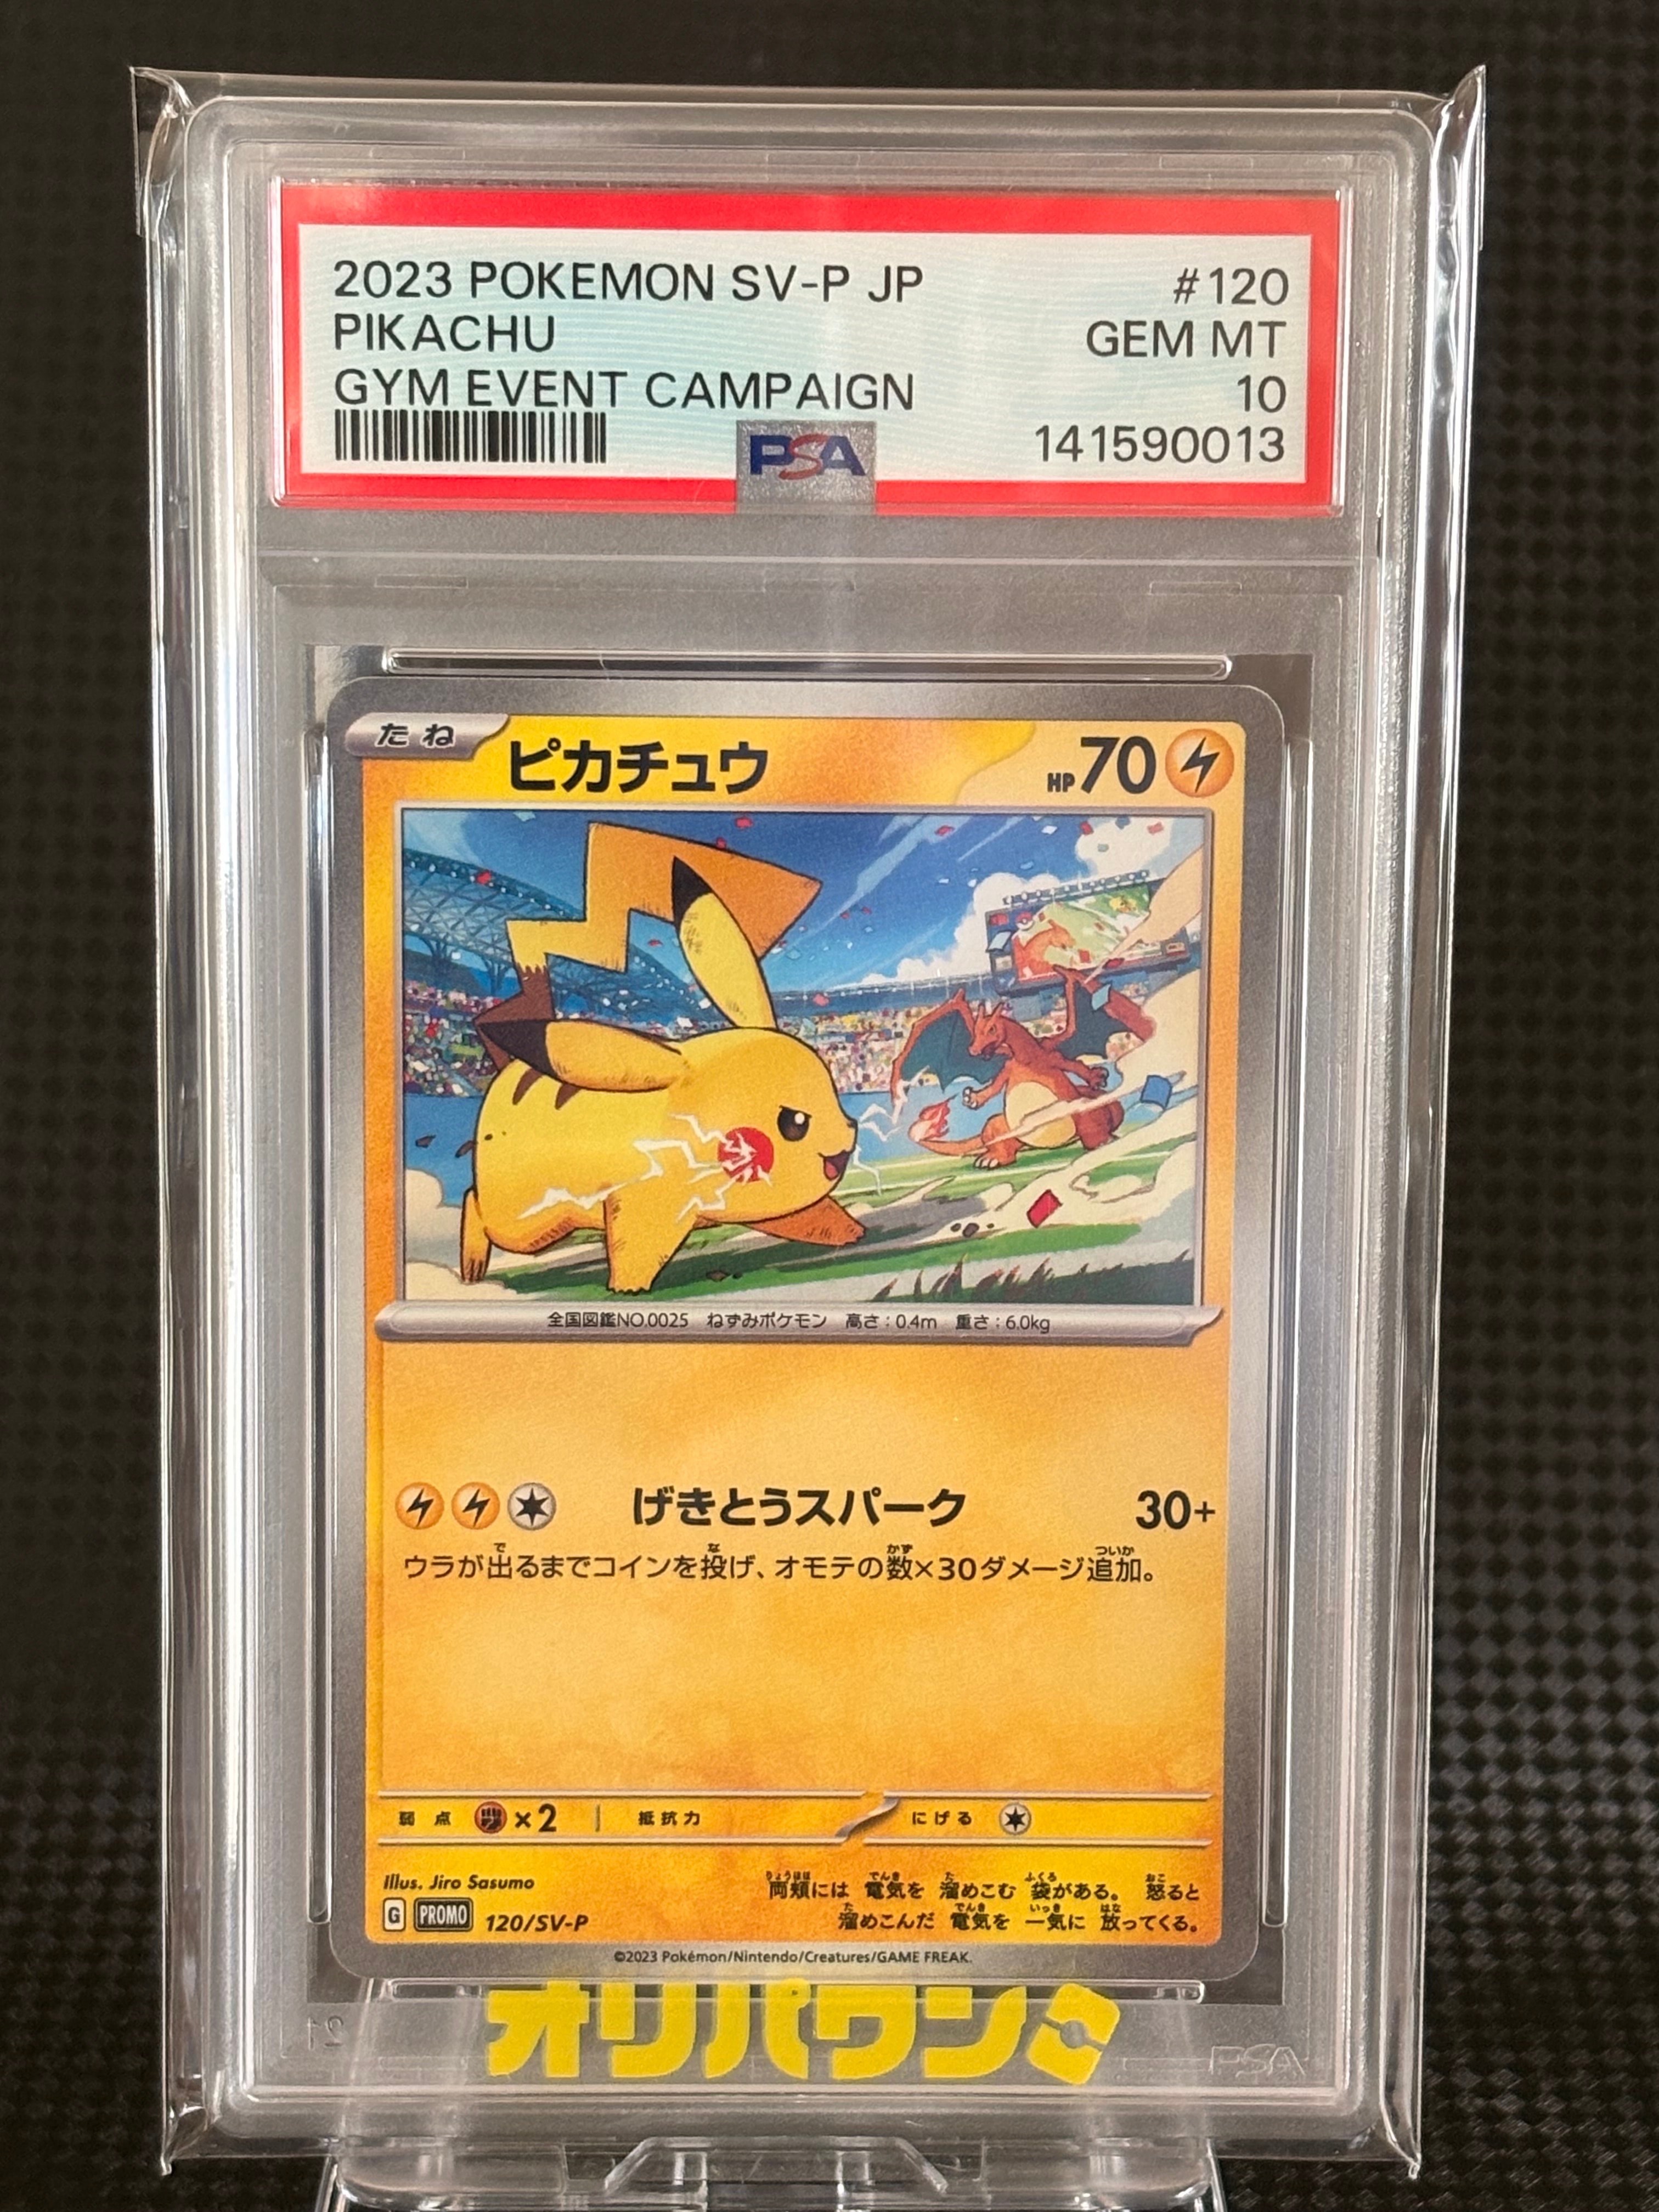 2023 POKEMON SV-P JP #120
PIKACHU GEM MT
GYM EVENT CAMPAIGN 10
PSA 141590013
たね ピカチュウ HP70
全国図鑑NO.0025 ねずみポケモン 高さ:0.4m 重さ:6.0kg
げきとうスパーク 30+
ウラが出るまでコインを投げ、オモテの数×30ダメージ追加。
弱点 ×2 抵抗力 にげる
Illus. Jiro Sasumo
両頬には 電気を 溜めこむ 袋がある。 怒ると
溜めこんだ 電気を 一気に 放ってくる。
G PROMO 120/SV-P
©2023 Pokémon/Nintendo/Creatures/GAME FREAK.
オリパワン
PSA